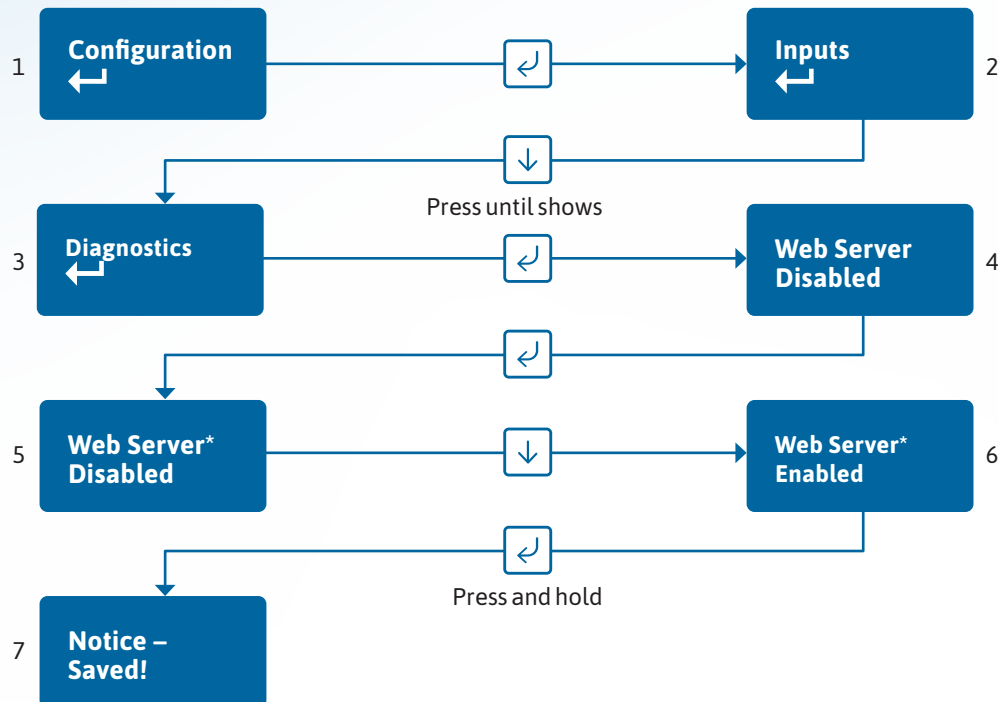 1
Configuration
Inputs
2
Press until shows
3
Diagnostics
Web Server
Disabled
4
5
Web Server*
Disabled
Web Server*
Enabled
6
Press and hold
7
Notice –
Saved!